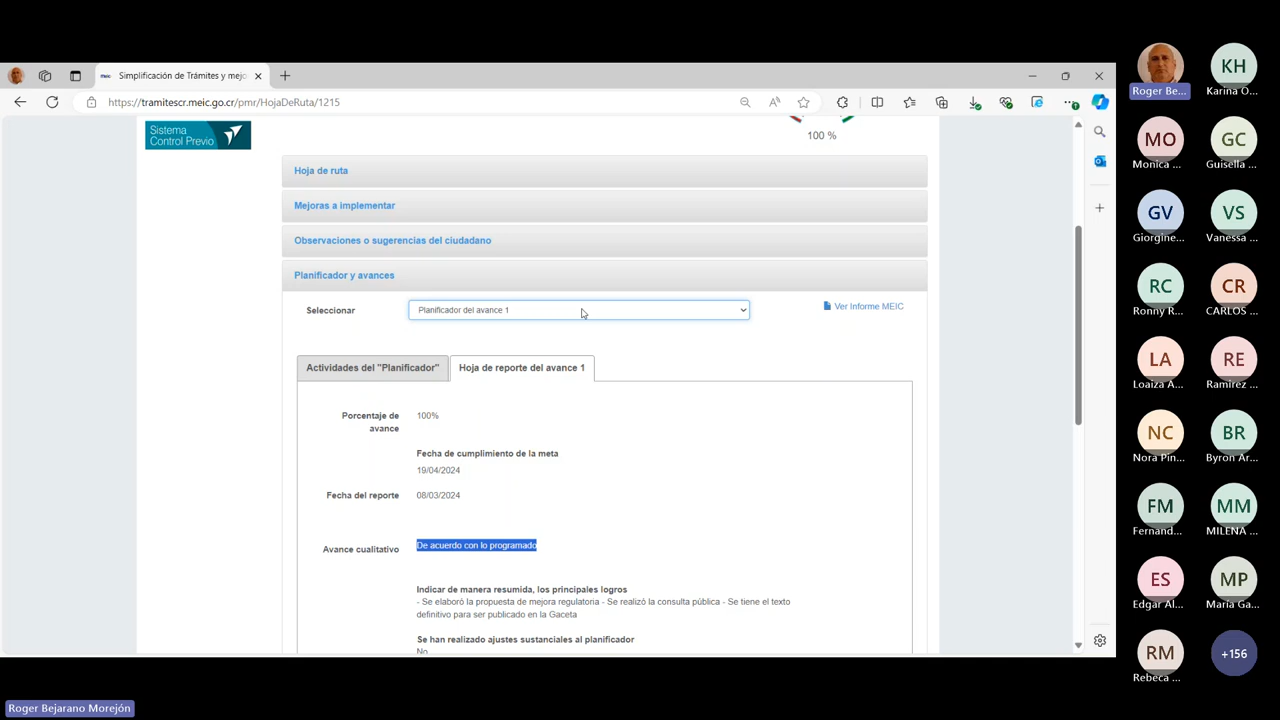 Simplificación de Trámites y mejo
https://tramitescr.meic.go.cr/pmr/HojaDeRuta/1215
Sistema
Control Previo
100 %
Hoja de ruta
Mejoras a implementar
Observaciones o sugerencias del ciudadano
Planificador y avances
Seleccionar
Planificador del avance 1
Ver Informe MEIC
Actividades del "Planificador"
Hoja de reporte del avance 1
Porcentaje de
avance
100%
Fecha de cumplimiento de la meta
19/04/2024
Fecha del reporte
08/03/2024
Avance cualitativo
De acuerdo con lo programado
Indicar de manera resumida, los principales logros
- Se elaboró la propuesta de mejora regulatoria - Se realizó la consulta pública - Se tiene el texto
definitivo para ser publicado en la Gaceta
Se han realizado ajustes sustanciales al planificador
No
Roger Be...
KH
Karina O...
MO
Monica ...
GC
Guisella ...
GV
Giorgine...
VS
Vanessa ...
RC
Ronny R...
CR
CARLOS ...
LA
Loaiza A...
RE
Ramirez ...
NC
Nora Pin...
BR
Byron Ar...
FM
Fernand...
MM
MILENA ...
ES
Edgar Al...
MP
María Ga...
RM
Rebeca ...
+156
Roger Bejarano Morejón